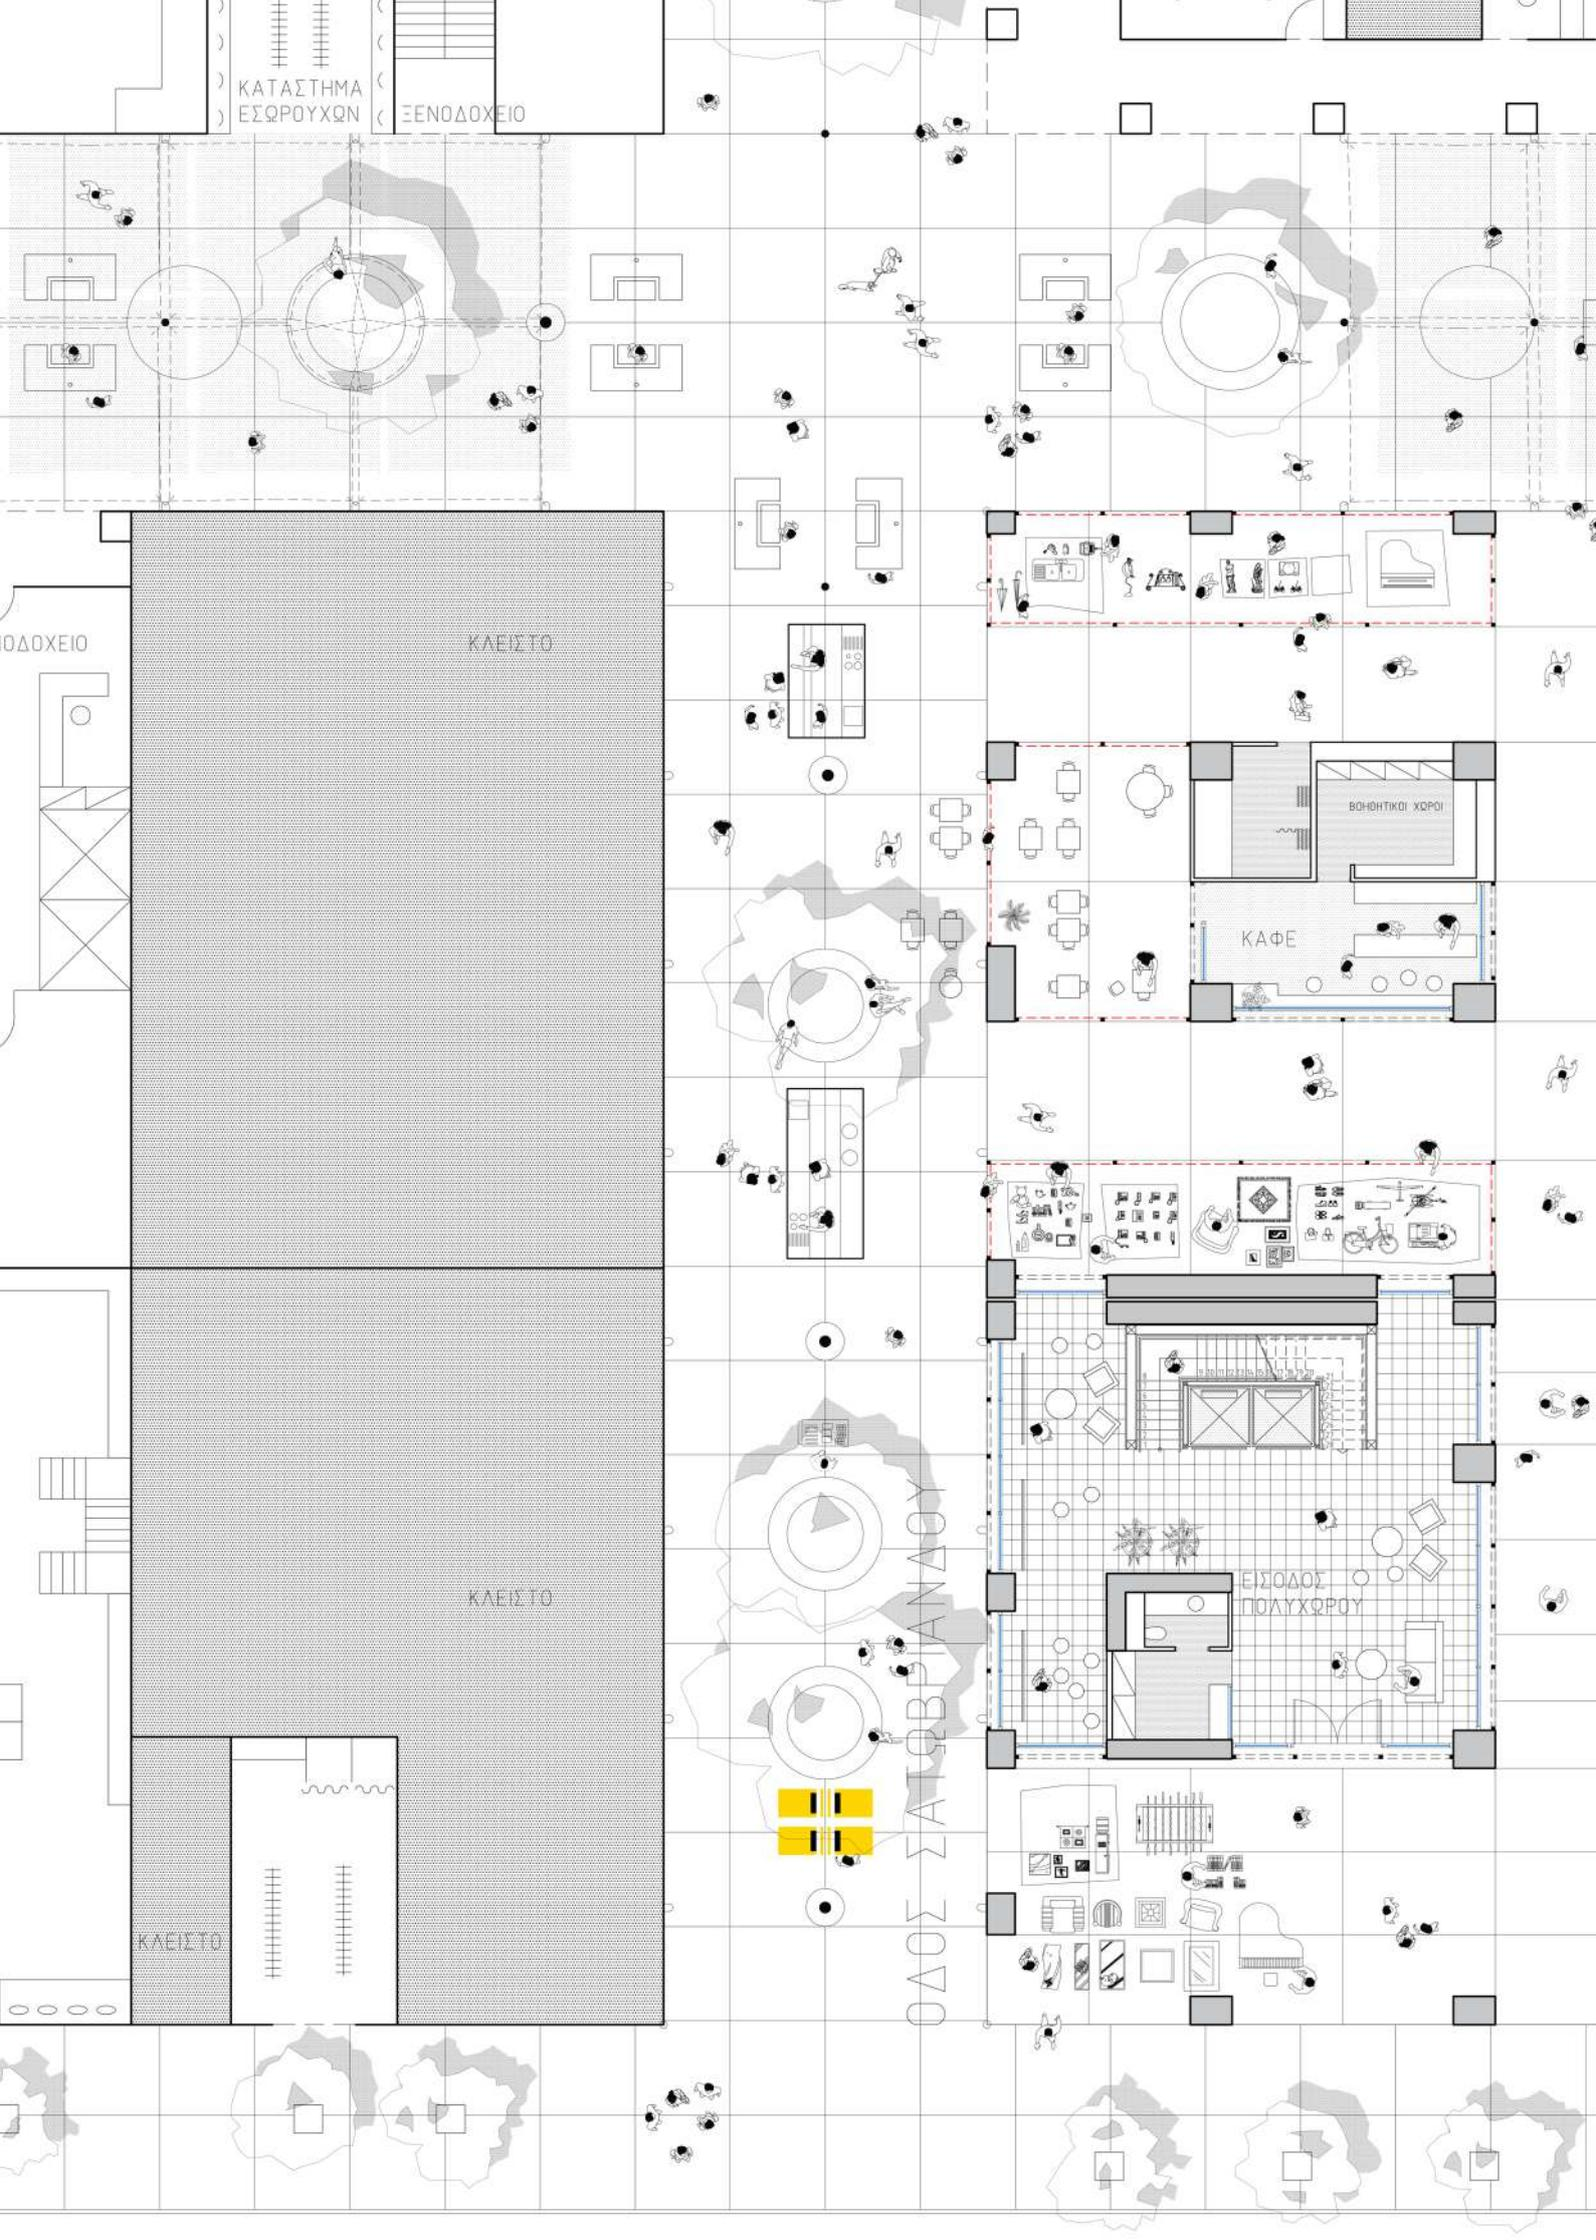 ΚΑΤΑΣΤΗΜΑ
ΕΣΩΡΟΥΧΩΝ
ΞΕΝΟΔΟΧΕΙΟ
ΟΔΟΧΕΙΟ
ΚΛΕΙΣΤΟ
ΒΟΗΘΗΤΙΚΟΙ ΧΩΡΟΙ
ΚΑΦΕ
ΚΛΕΙΣΤΟ
ΕΙΣΟΔΟΣ
ΠΟΛΥΧΩΡΟΥ
ΟΔΟΣ ΣΑΤΩΒΡΙΑΝΔΟΥ
ΚΛΕΙΣΤΟ